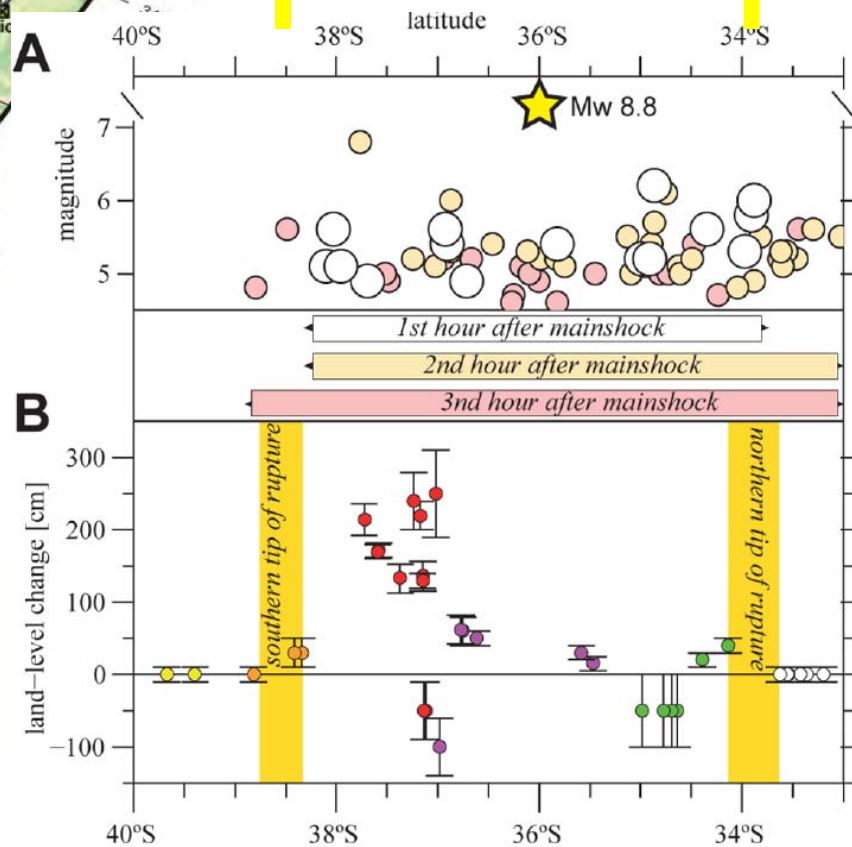 latitude
40ºS 38ºS 36ºS 34ºS
A
Mw 8.8
magnitude
7
6
5
1st hour after mainshock
2nd hour after mainshock
3nd hour after mainshock
B
land-level change [cm]
300
200
100
0
−100
southern tip of rupture
northern tip of rupture
40ºS 38ºS 36ºS 34ºS